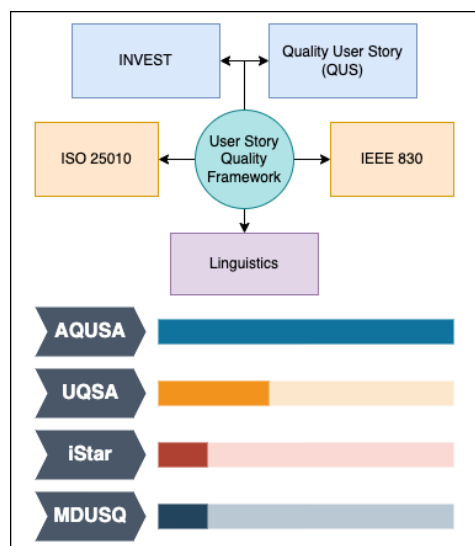 INVEST
Quality User Story
(QUS)
ISO 25010
User Story
Quality
Framework
IEEE 830
Linguistics
AQUSA
UQSA
iStar
MDUSQ